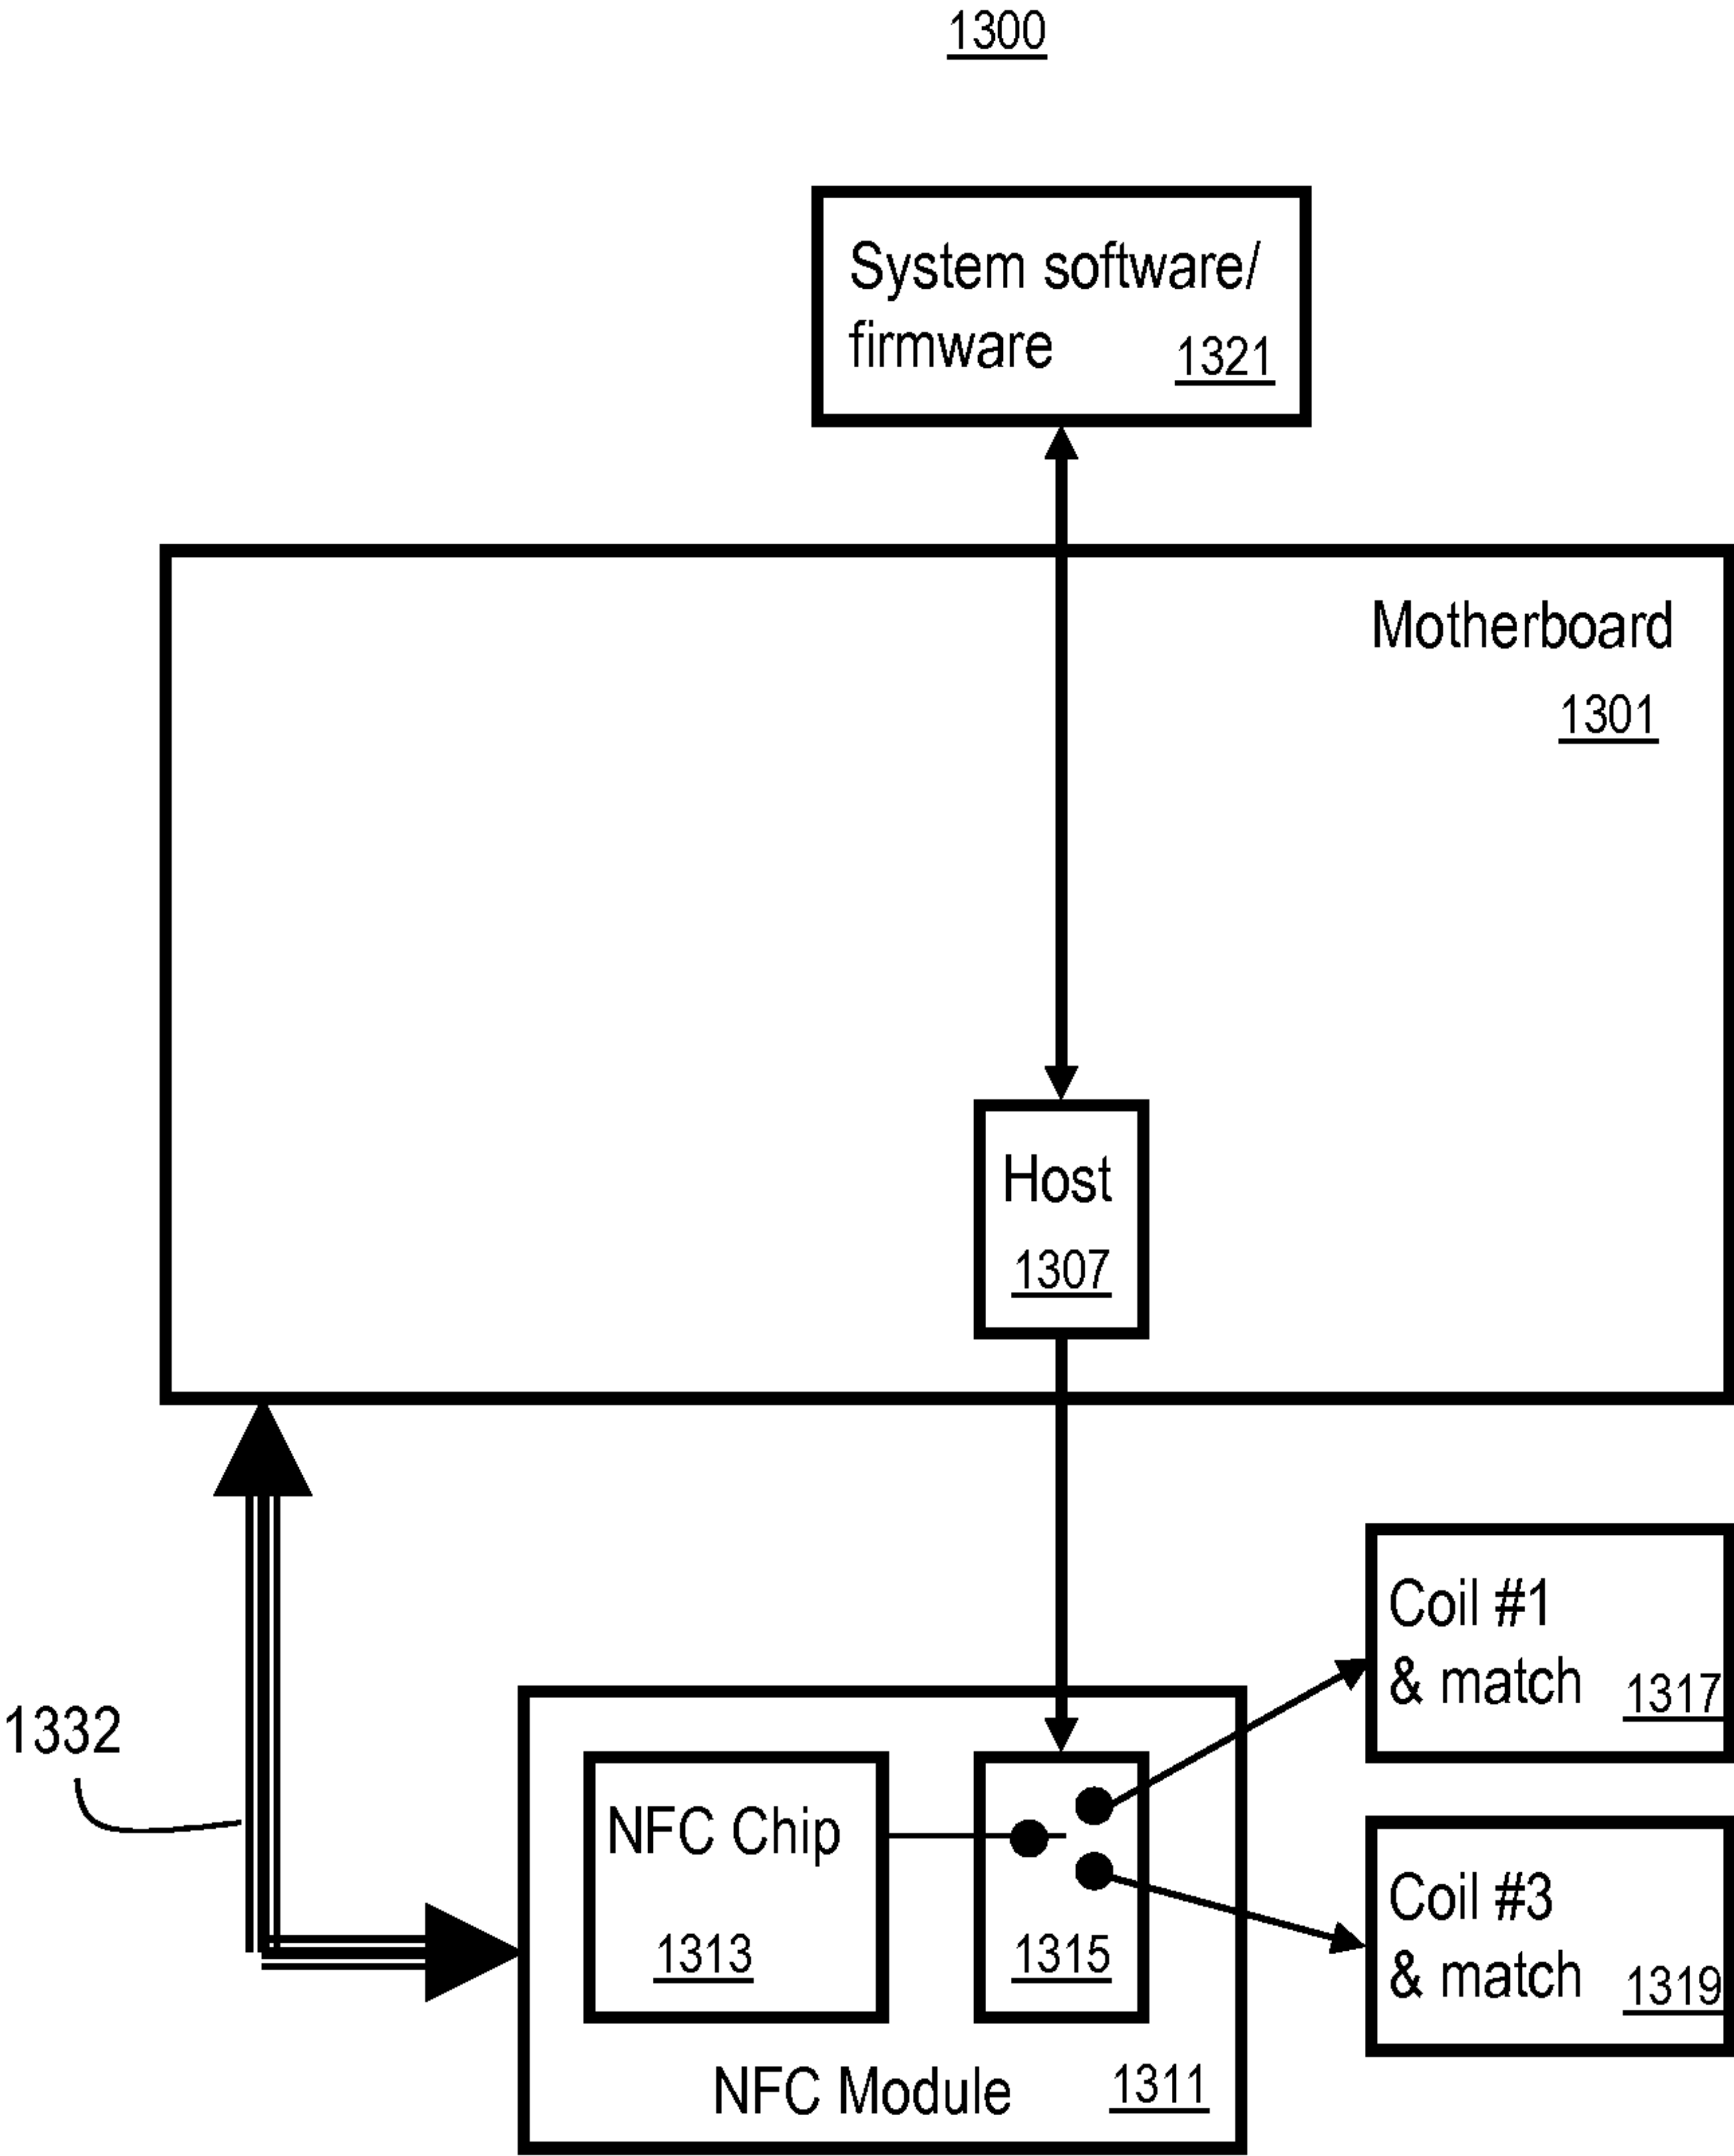 1300
System software/
firmware 1321
Motherboard
1301
Host
1307
Coil #1
& match 1317
1332
NFC Chip
1313
1315
Coil #3
& match 1319
NFC Module 1311